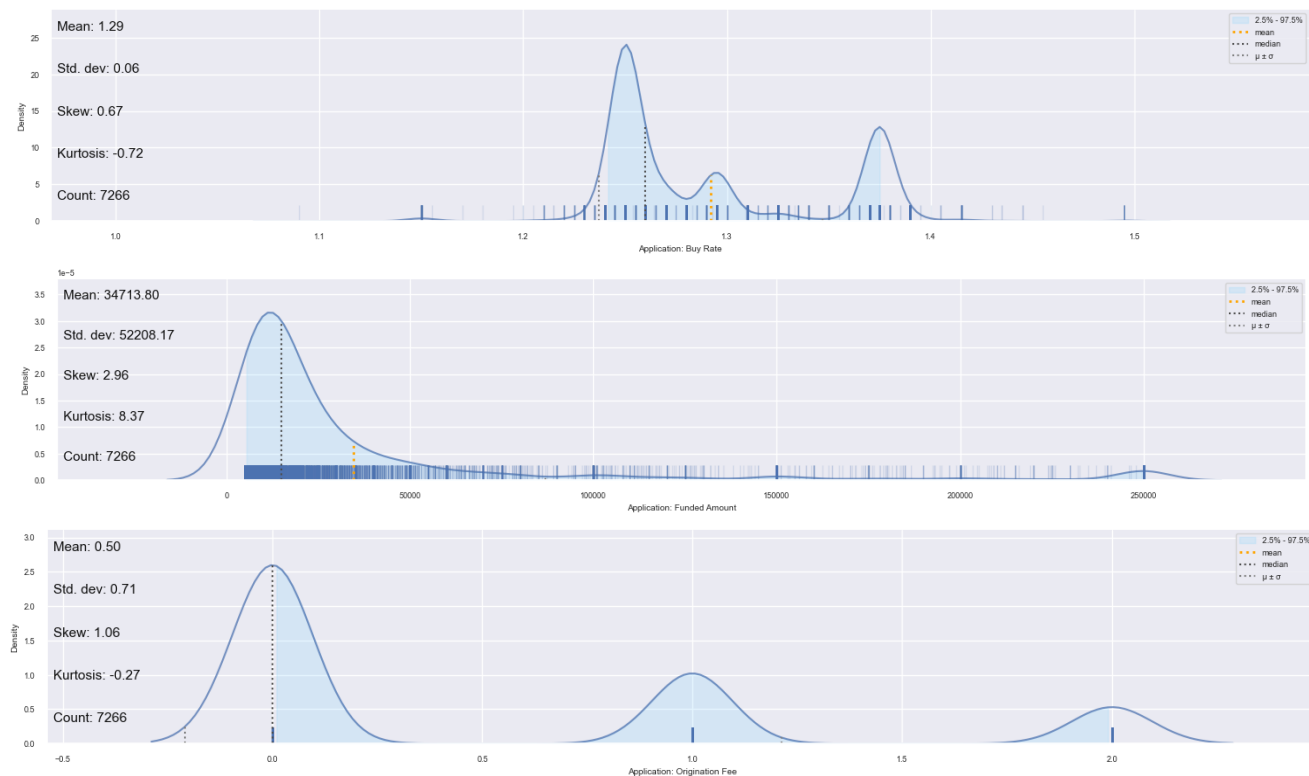 Mean: 1.29
Std. dev: 0.06
Skew: 0.67
Kurtosis: -0.72
Count: 7266
2.5% - 97.5%
mean
median
μ ± σ
Density
25
20
15
10
5
0
1.0 1.1 1.2 1.3 1.4 1.5
Application: Buy Rate
1e−5
Mean: 34713.80
Std. dev: 52208.17
Skew: 2.96
Kurtosis: 8.37
Count: 7266
2.5% - 97.5%
mean
median
μ ± σ
Density
3.5
3.0
2.5
2.0
1.5
1.0
0.5
0.0
0 50000 100000 150000 200000 250000
Application: Funded Amount
Mean: 0.50
Std. dev: 0.71
Skew: 1.06
Kurtosis: -0.27
Count: 7266
2.5% - 97.5%
mean
median
μ ± σ
Density
3.0
2.5
2.0
1.5
1.0
0.5
0.0
−0.5 0.0 0.5 1.0 1.5 2.0
Application: Origination Fee